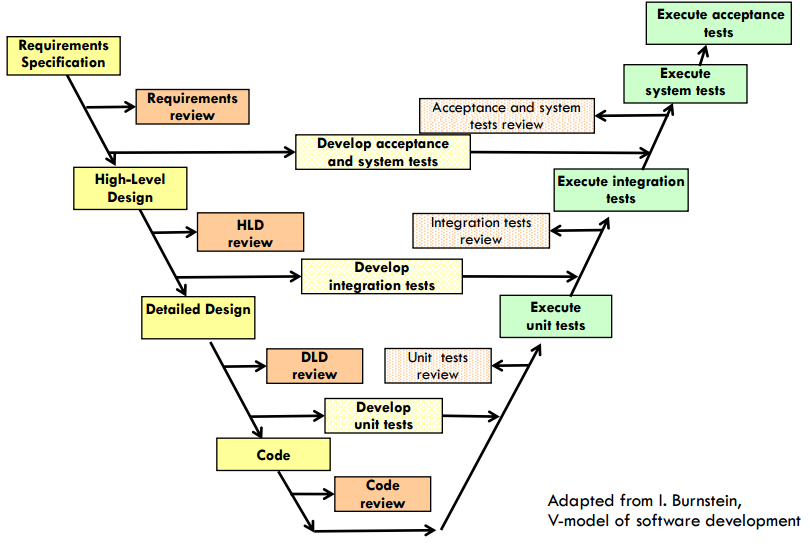 Execute acceptance
tests
Requirements
Specification
Execute
system tests
Requirements
review
Acceptance and system
tests review
Develop acceptance
and system tests
High-Level
Design
Execute integration
tests
HLD
review
Integration tests
review
Develop
integration tests
Detailed Design
Execute
unit tests
DLD
review
Unit tests
review
Develop
unit tests
Code
Code
review
Adapted from I. Burnstein,
V-model of software development